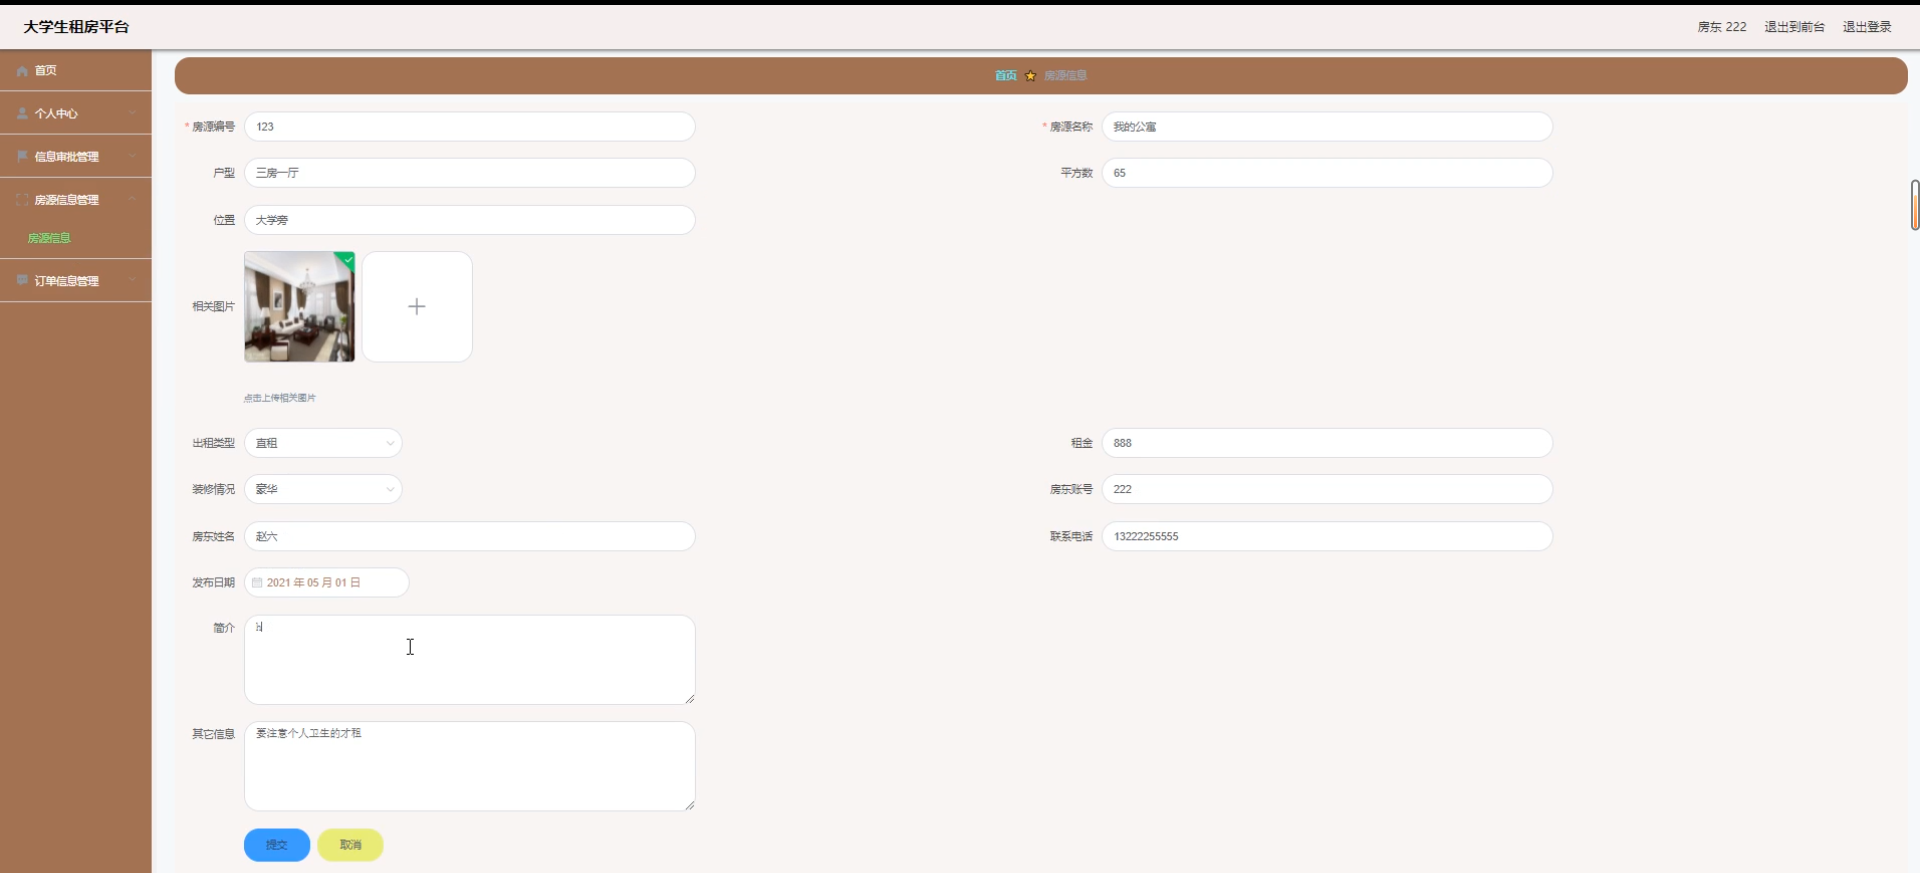 大学生租房平台
房东 222 退出到前台 退出登录
首页
个人中心
信息审批管理
房源信息管理
房源信息
订单信息管理
首页 房源信息
* 房源编号 123
* 房源名称 我的公寓
户型 三房一厅
平方数 65
位置 大学旁
相关图片
点击上传相关图片
出租类型 直租
租金 888
装修情况 豪华
房东账号 222
房东姓名 赵六
联系电话 13222255555
发布日期 2021 年 05 月 01 日
简介
其它信息 要注意个人卫生的才租
提交 取消